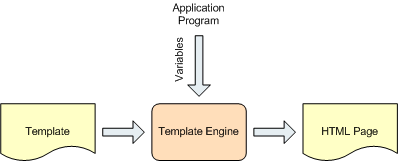 Application
Program
Variables
Template
Template Engine
HTML Page